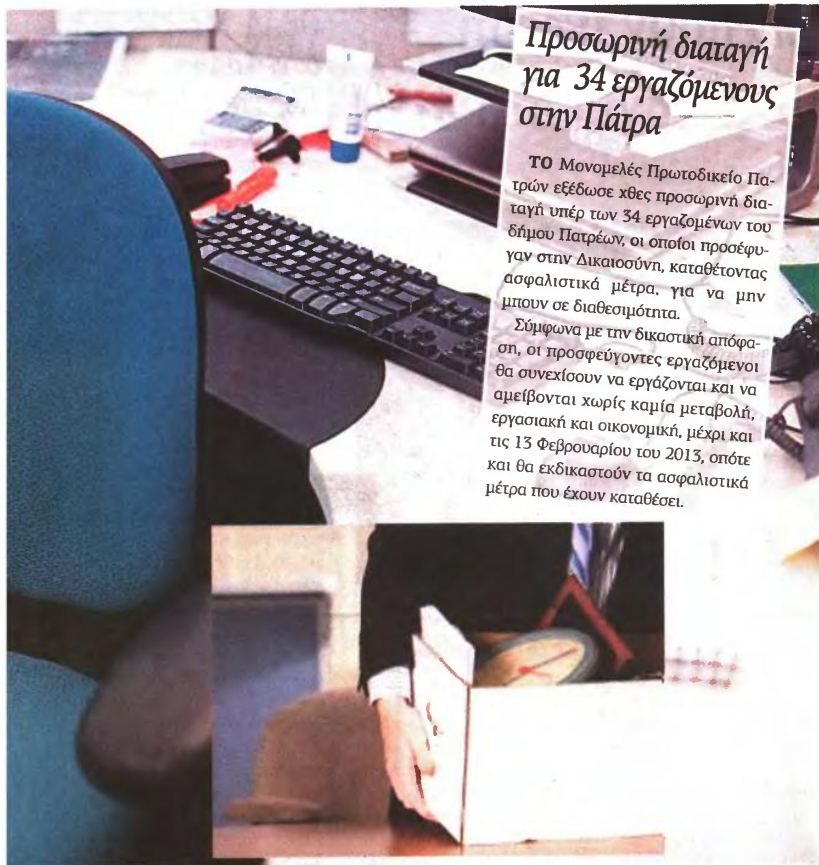 Προσωρινή διαταγή
για 34 εργαζόμενους
στην Πάτρα
ΤΟ Μονομελές Πρωτοδικείο Πα-
τρών εξέδωσε χθες προσωρινή δια-
ταγή υπέρ των 34 εργαζομένων του
δήμου Πατρέων, οι οποίοι προσέφυ-
γαν στην Δικαιοσύνη, καταθέτοντας
ασφαλιστικά μέτρα, για να μην
μπουν σε διαθεσιμότητα.
Σύμφωνα με την δικαστική απόφα-
ση, οι προσφεύγοντες εργαζόμενοι
θα συνεχίσουν να εργάζονται και να
αμείβονται χωρίς καμία μεταβολή,
εργασιακή και οικονομική, μέχρι και
τις 13 Φεβρουαρίου του 2013, οπότε
και θα εκδικαστούν τα ασφαλιστικά
μέτρα που έχουν καταθέσει.